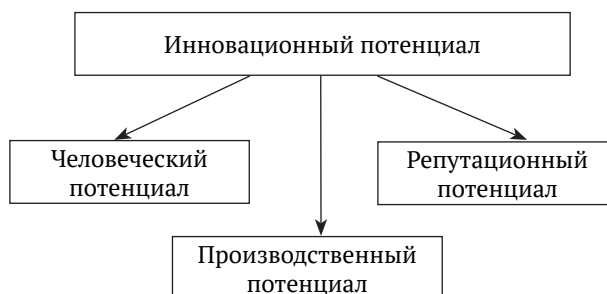 Инновационный потенциал
Человеческий
потенциал
Репутационный
потенциал
Производственный
потенциал